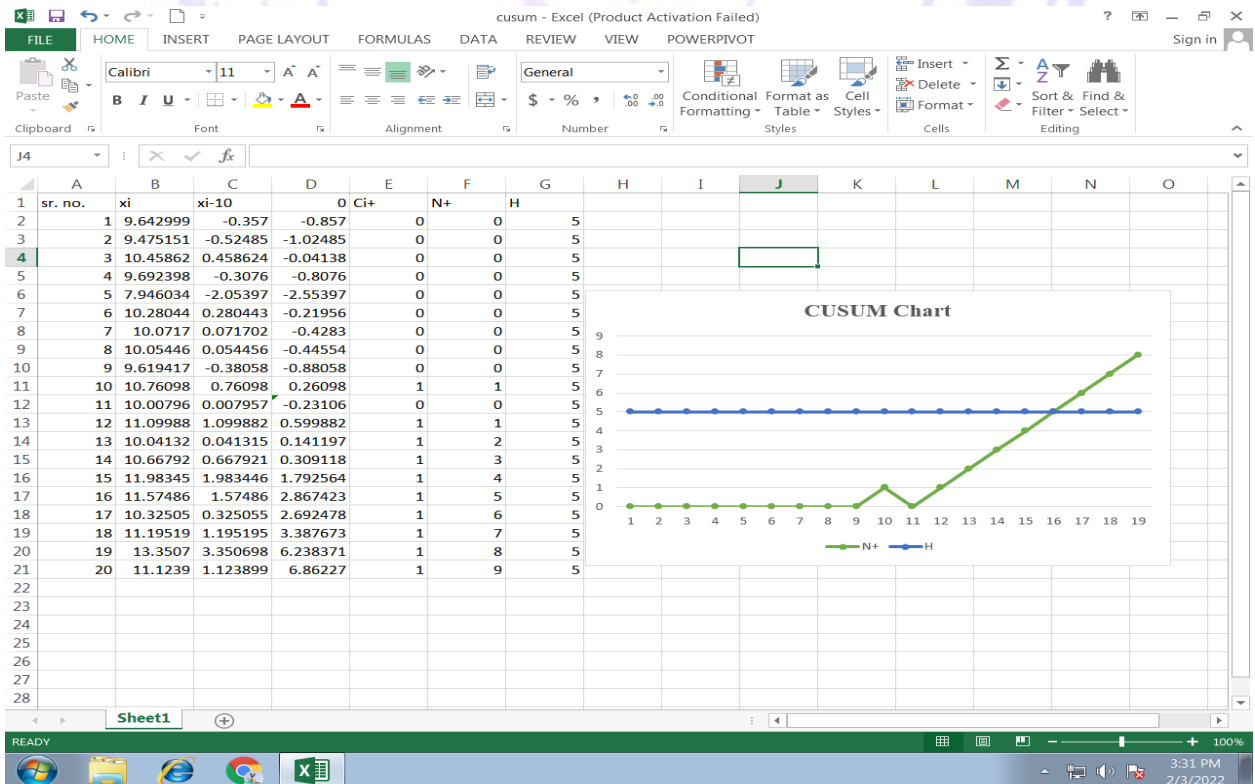 cusum - Excel (Product Activation Failed)
FILE HOME INSERT PAGE LAYOUT FORMULAS DATA REVIEW VIEW POWERPIVOT Sign in
Calibri 11 General Insert
Paste Conditional Format as Cell Delete Sort & Find &
B I U $ % , Formatting Table Styles Format Filter Select
Clipboard Font Alignment Number Styles Cells Editing
J4 fx
A B C D E F G H I J K L M N O
1 sr. no. xi xi-10 0 Ci+ N+ H
2 1 9.642999 -0.357 -0.857 0 0 5
3 2 9.475151 -0.52485 -1.02485 0 0 5
4 3 10.45862 0.458624 -0.04138 0 0 5
5 4 9.692398 -0.3076 -0.8076 0 0 5
6 5 7.946034 -2.05397 -2.55397 0 0 5
7 6 10.28044 0.280443 -0.21956 0 0 5
8 7 10.0717 0.071702 -0.4283 0 0 5
9 8 10.05446 0.054456 -0.44554 0 0 5
10 9 9.619417 -0.38058 -0.88058 0 0 5
11 10 10.76098 0.76098 0.26098 1 1 5
12 11 10.00796 0.007957 -0.23106 0 0 5
13 12 11.09988 1.099882 0.599882 1 1 5
14 13 10.04132 0.041315 0.141197 1 2 5
15 14 10.66792 0.667921 0.309118 1 3 5
16 15 11.98345 1.983446 1.792564 1 4 5
17 16 11.57486 1.57486 2.867423 1 5 5
18 17 10.32505 0.325055 2.692478 1 6 5
19 18 11.19519 1.195195 3.387673 1 7 5
20 19 13.3507 3.350698 6.238371 1 8 5
21 20 11.1239 1.123899 6.86227 1 9 5
22
23
24
25
26
27
28
CUSUM Chart
9
8
7
6
5
4
3
2
1
0
1 2 3 4 5 6 7 8 9 10 11 12 13 14 15 16 17 18 19
N+ H
Sheet1
READY 100%
3:31 PM
2/3/2022